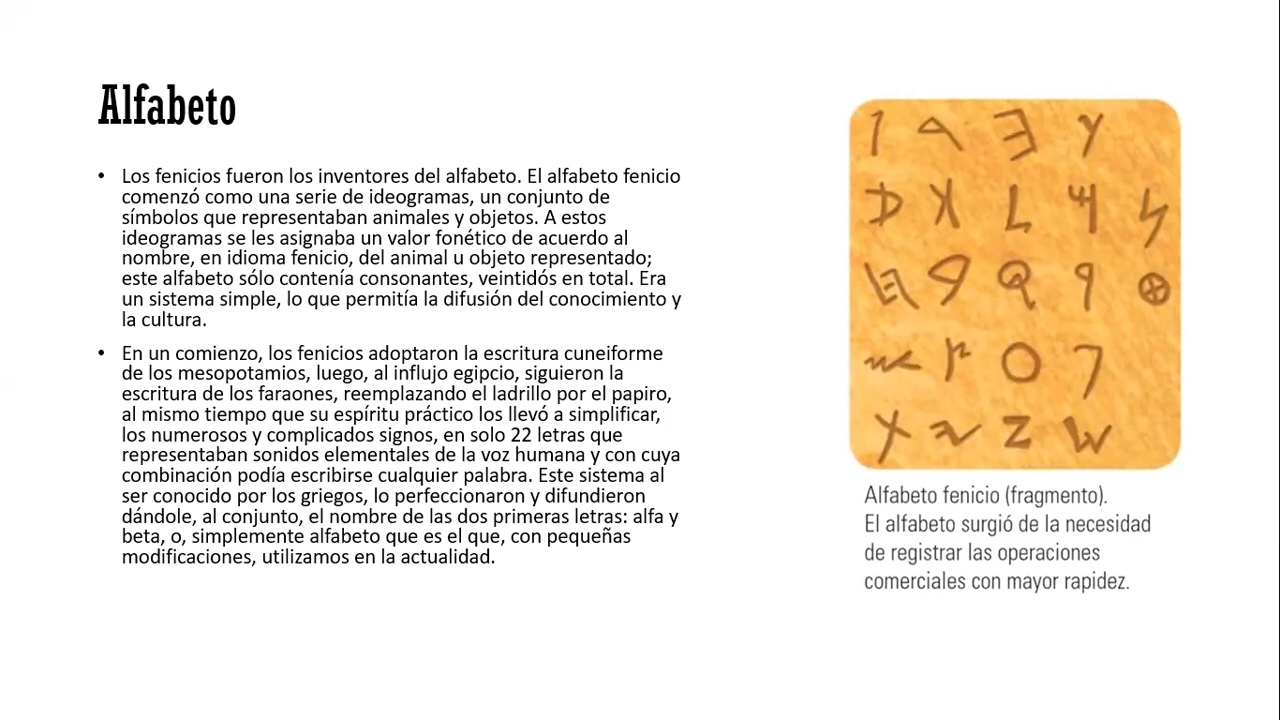 Alfabeto
• Los fenicios fueron los inventores del alfabeto. El alfabeto fenicio
comenzó como una serie de ideogramas, un conjunto de
símbolos que representaban animales y objetos. A estos
ideogramas se les asignaba un valor fonético de acuerdo al
nombre, en idioma fenicio, del animal u objeto representado;
este alfabeto sólo contenía consonantes, veintidós en total. Era
un sistema simple, lo que permitía la difusión del conocimiento y
la cultura.
• En un comienzo, los fenicios adoptaron la escritura cuneiforme
de los mesopotamios, luego, al influjo egipcio, siguieron la
escritura de los faraones, reemplazando el ladrillo por el papiro,
al mismo tiempo que su espíritu práctico los llevó a simplificar,
los numerosos y complicados signos, en solo 22 letras que
representaban sonidos elementales de la voz humana y con cuya
combinación podía escribirse cualquier palabra. Este sistema al
ser conocido por los griegos, lo perfeccionaron y difundieron
dándole, al conjunto, el nombre de las dos primeras letras: alfa y
beta, o, simplemente alfabeto que es el que, con pequeñas
modificaciones, utilizamos en la actualidad.
Alfabeto fenicio (fragmento).
El alfabeto surgió de la necesidad
de registrar las operaciones
comerciales con mayor rapidez.